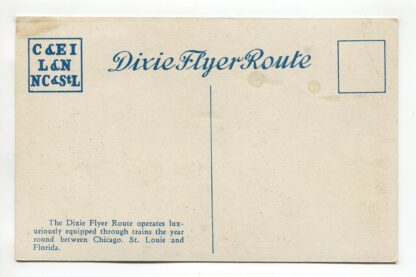 C & E I
L & N
NC & StL
Dixie Flyer Route
The Dixie Flyer Route operates lux-
uriously equipped through trains the year
round between Chicago. St. Louis and
Florida.